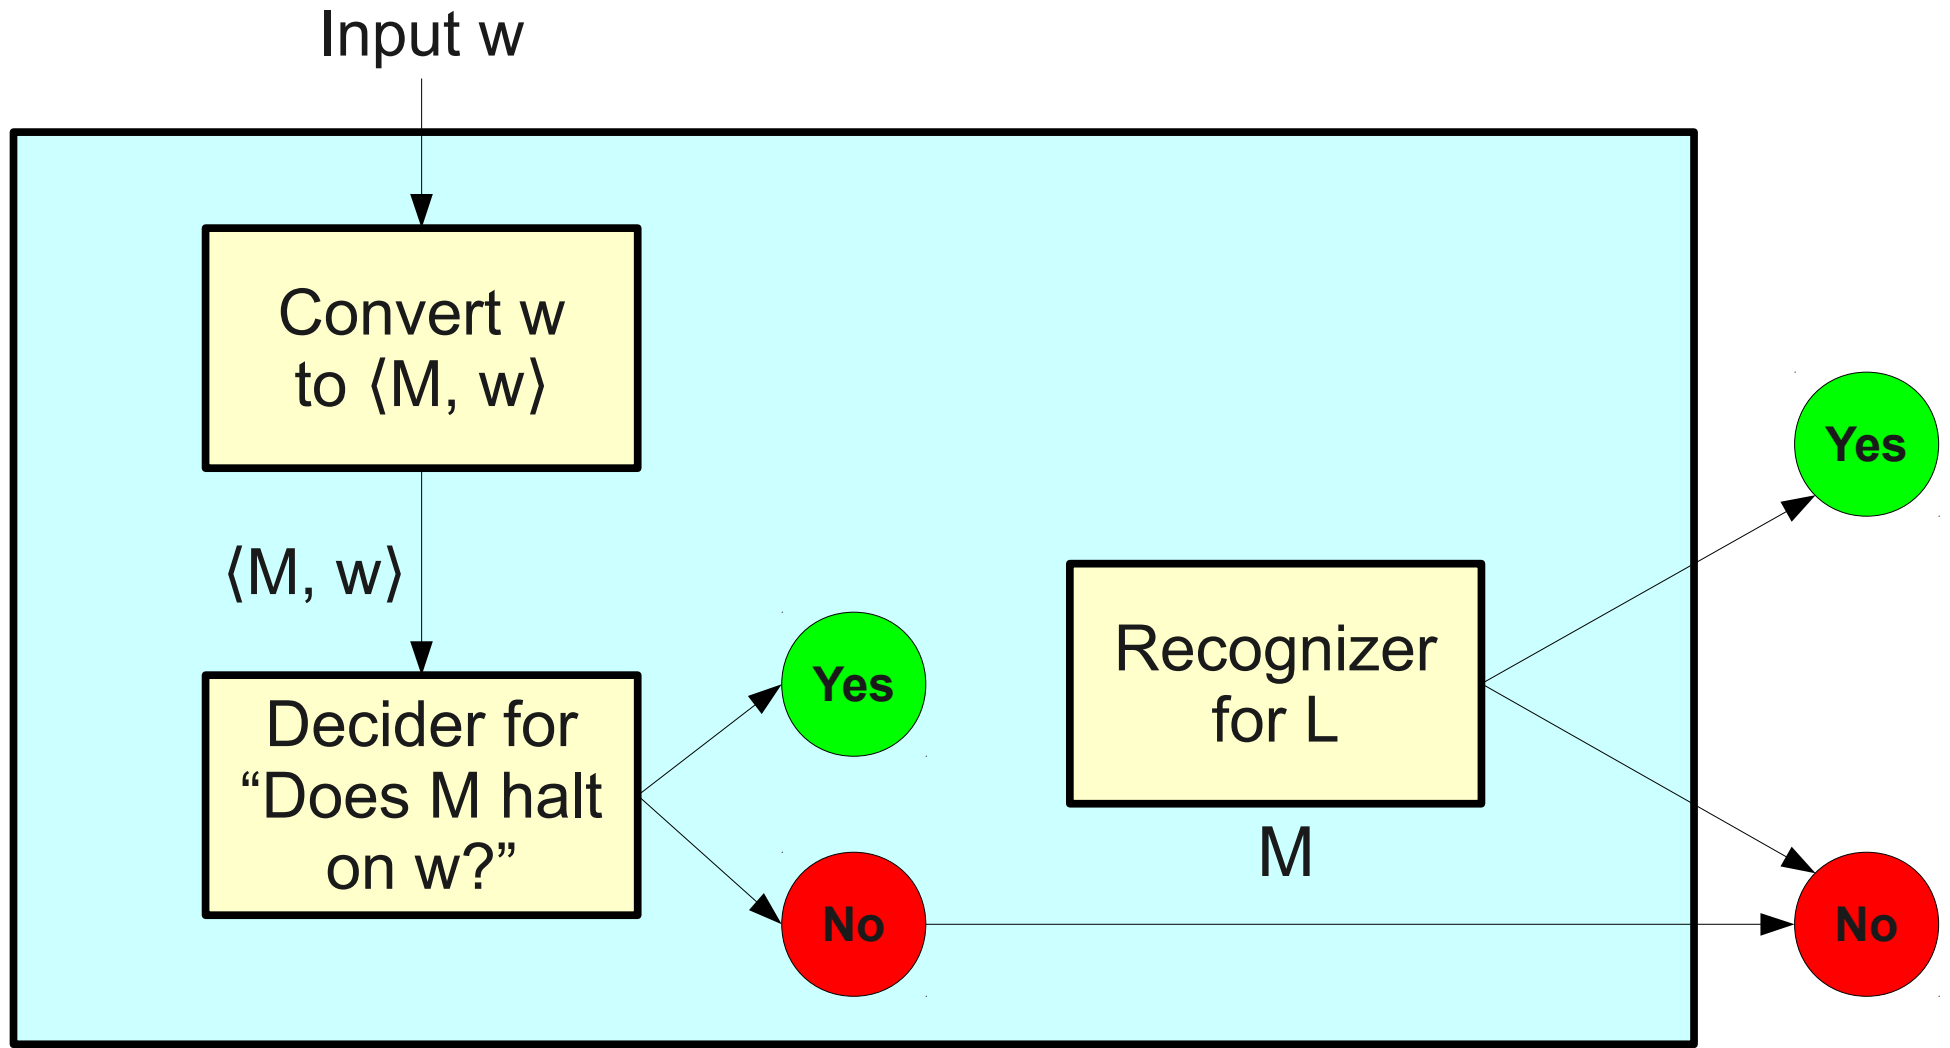 Input w
Convert w
to ⟨M, w⟩
⟨M, w⟩
Decider for
“Does M halt
on w?”
Yes
No
Recognizer
for L
M
Yes
No